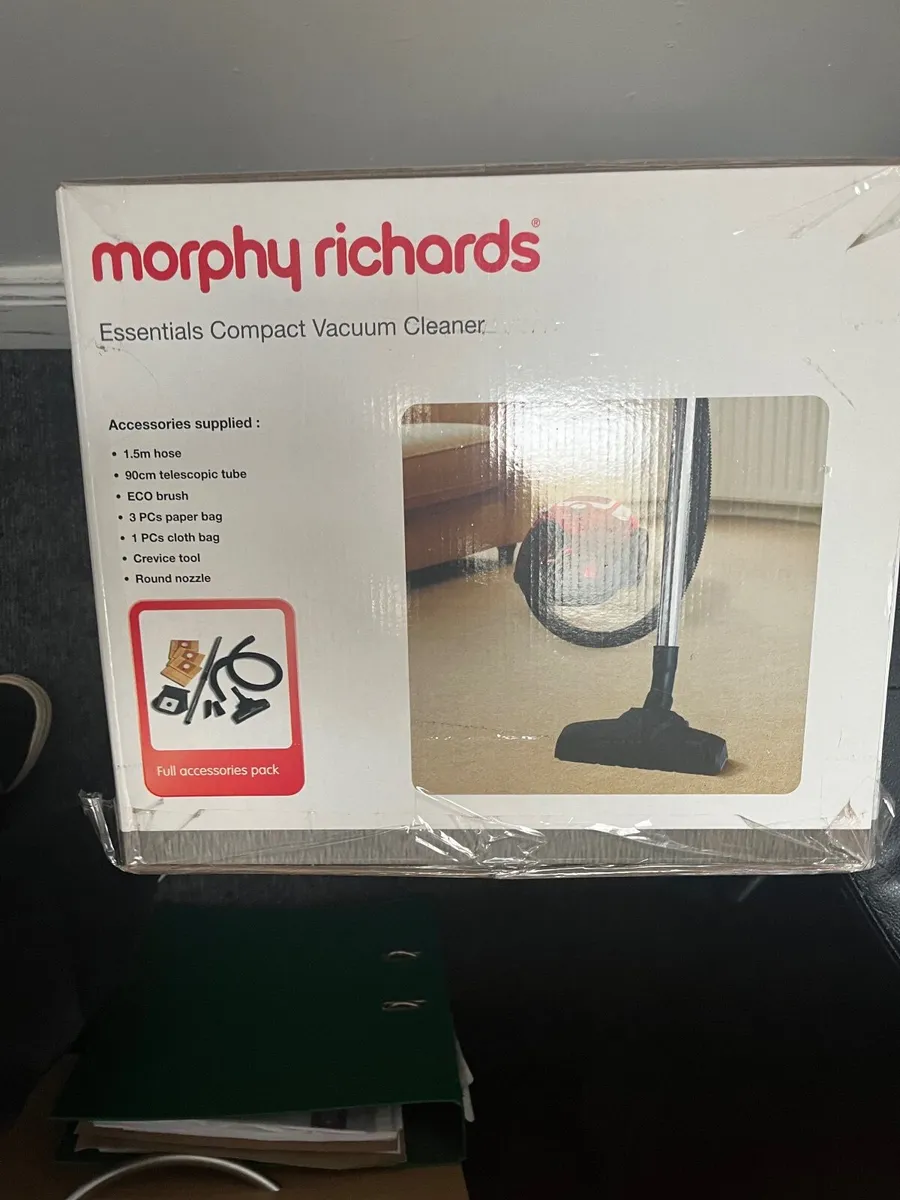 morphy richards®
Essentials Compact Vacuum Cleaner
Accessories supplied :
• 1.5m hose
• 90cm telescopic tube
• ECO brush
• 3 PCs paper bag
• 1 PCs cloth bag
• Crevice tool
• Round nozzle
Full accessories pack